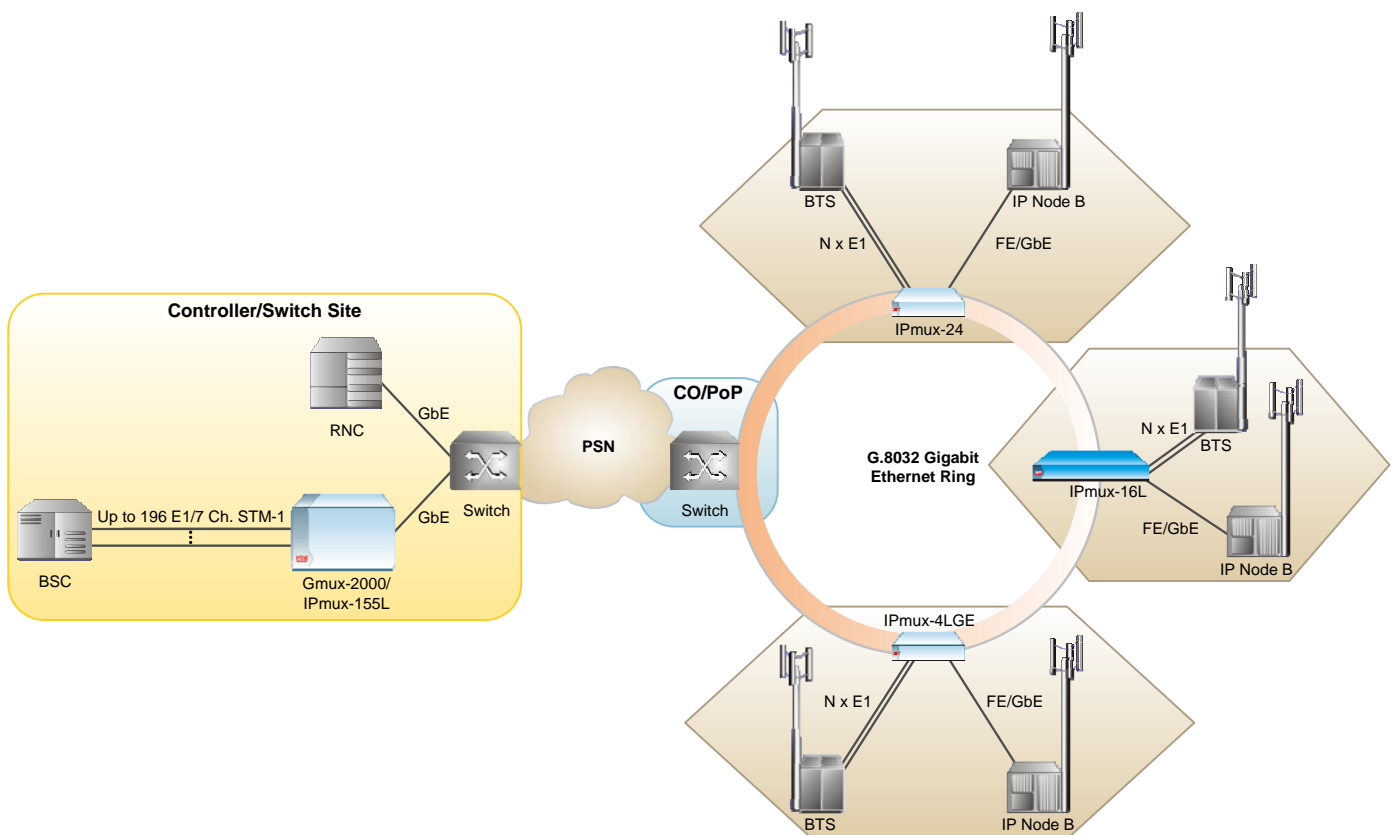 BTS
IP Node B
N x E1
FE/GbE
IPmux-24
Controller/Switch Site
RNC
GbE
Switch
GbE
Up to 196 E1/7 Ch. STM-1
BSC
Gmux-2000/
IPmux-155L
PSN
CO/PoP
Switch
G.8032 Gigabit
Ethernet Ring
N x E1
BTS
IPmux-16L
FE/GbE
IP Node B
IPmux-4LGE
N x E1
FE/GbE
BTS
IP Node B